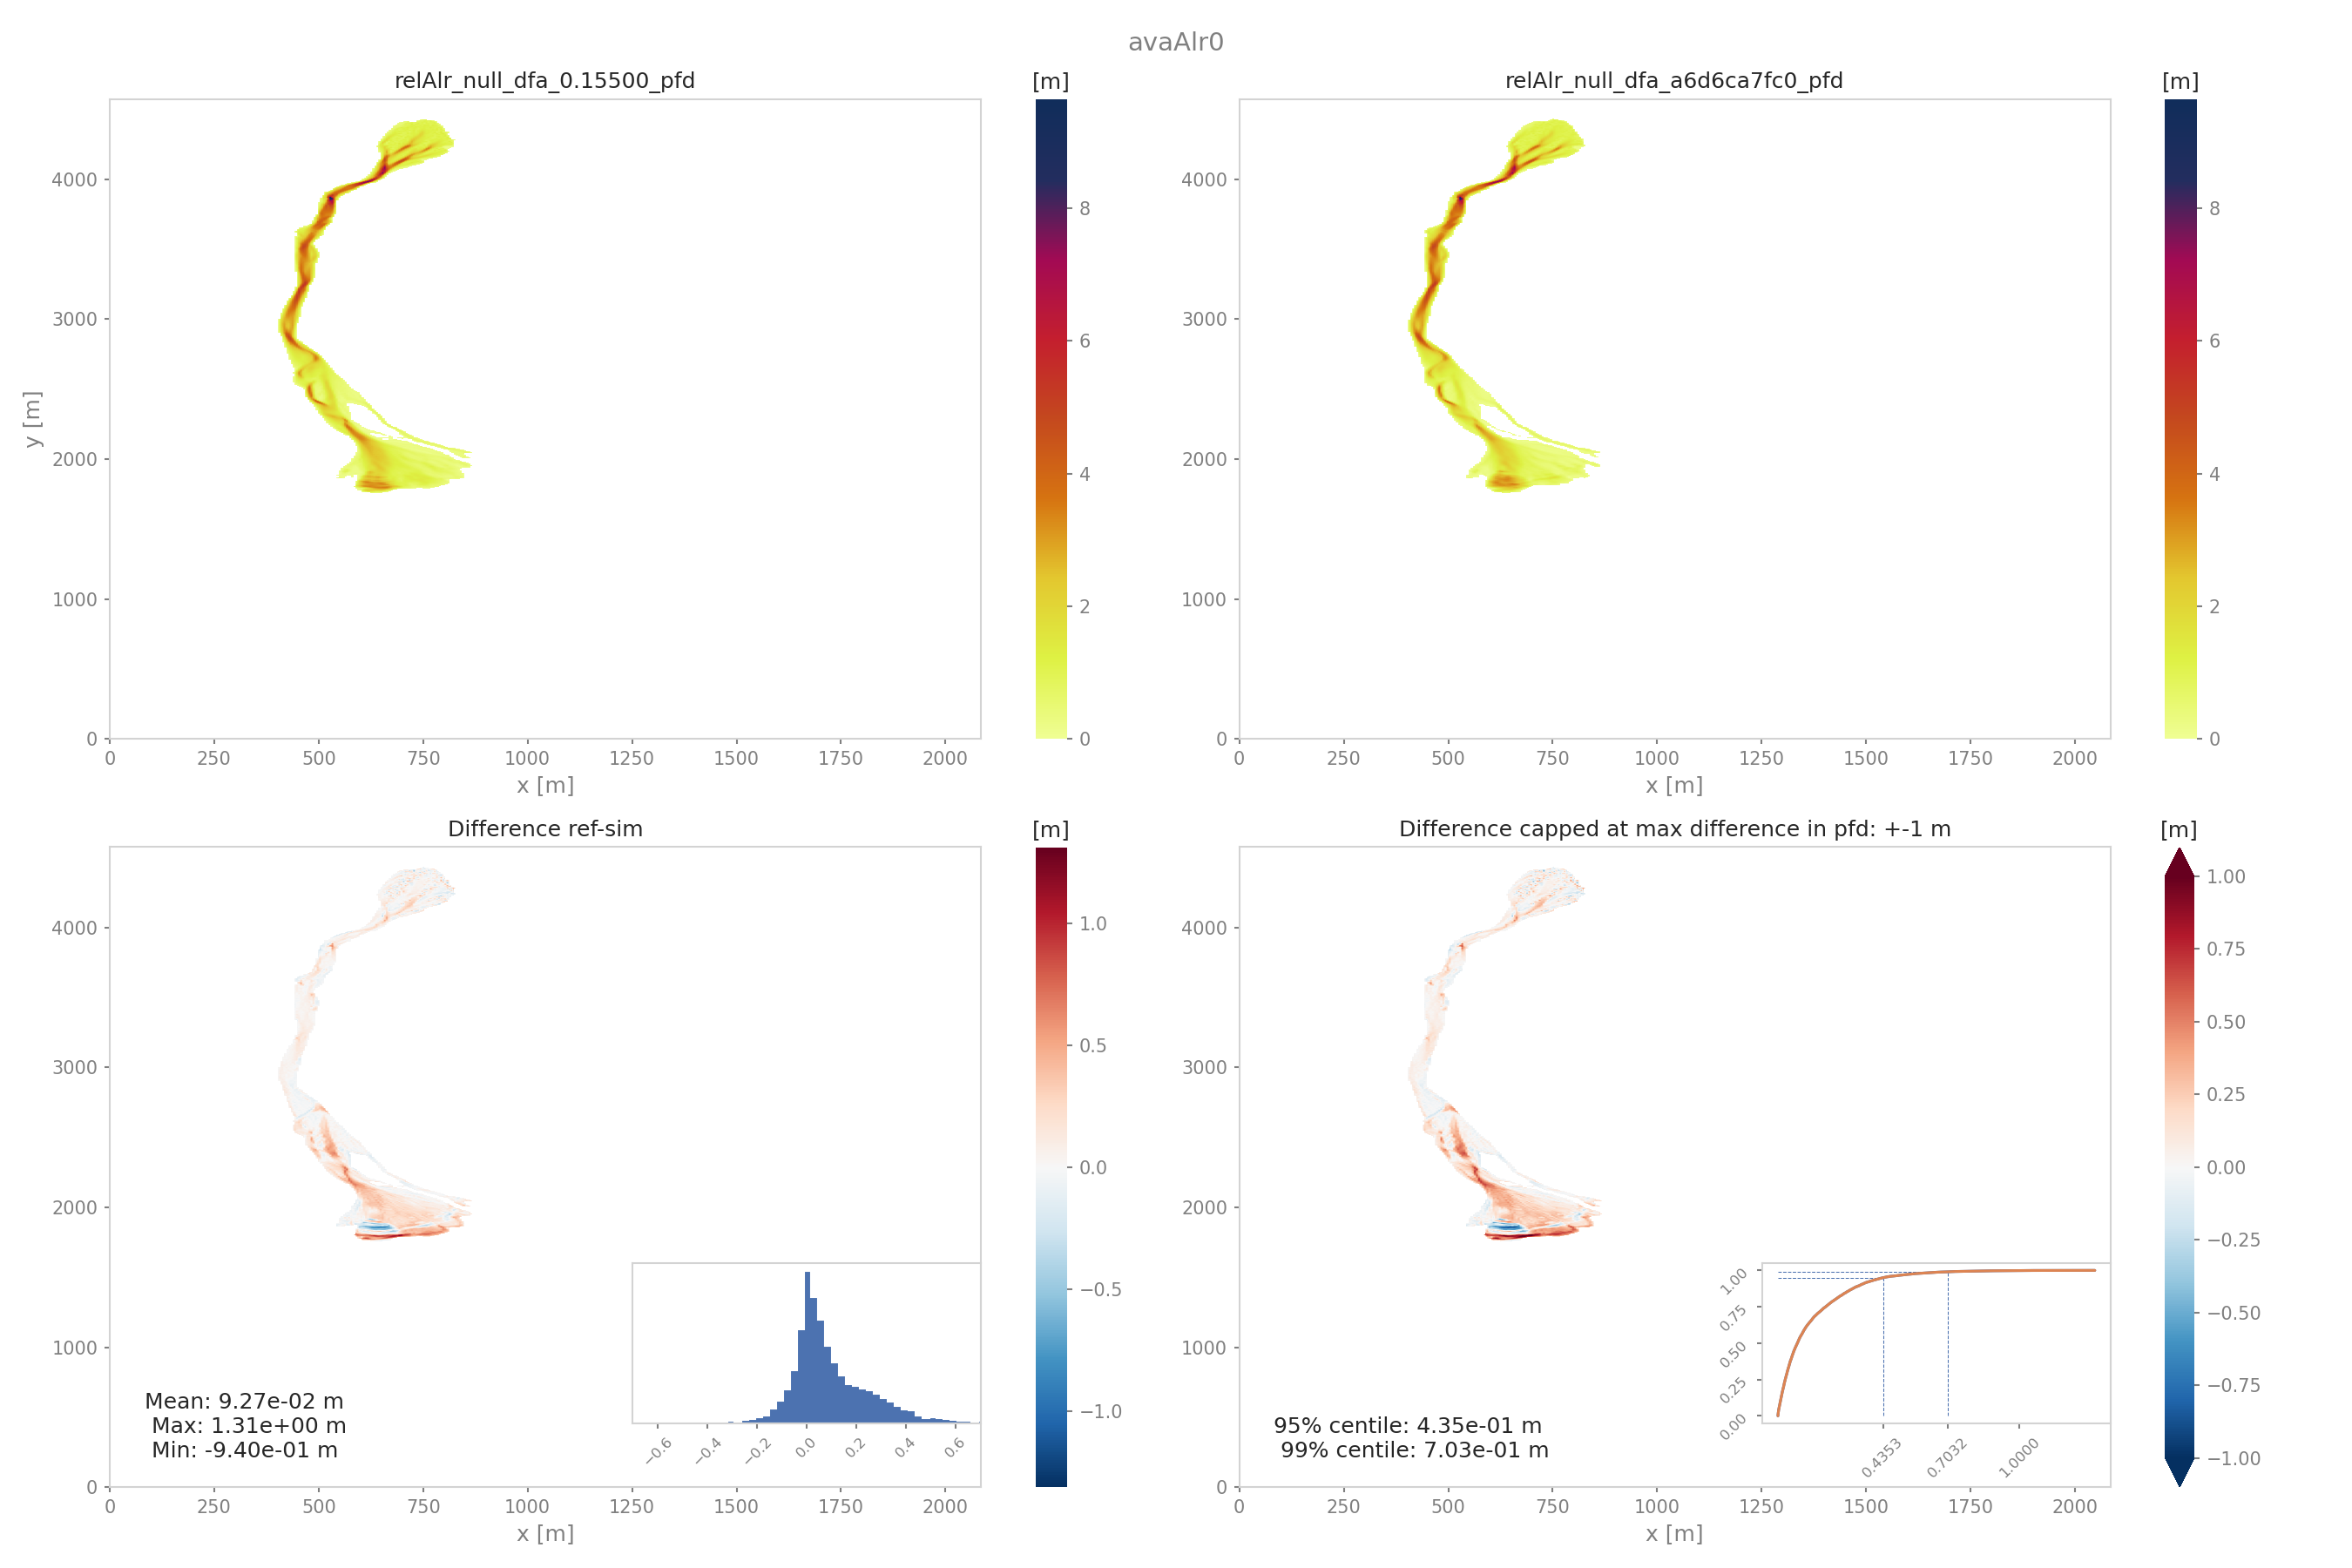 avaAlr0
relAlr_null_dfa_0.15500_pfd
[m]
y [m]
4000
3000
2000
1000
0
0 250 500 750 1000 1250 1500 1750 2000
x [m]
8
6
4
2
0
relAlr_null_dfa_a6d6ca7fc0_pfd
[m]
4000
3000
2000
1000
0
0 250 500 750 1000 1250 1500 1750 2000
x [m]
8
6
4
2
0
Difference ref-sim
[m]
4000
3000
2000
1000
0
Mean: 9.27e-02 m
Max: 1.31e+00 m
Min: -9.40e-01 m
−0.6 −0.4 −0.2 0.0 0.2 0.4 0.6
0 250 500 750 1000 1250 1500 1750 2000
x [m]
1.0
0.5
0.0
−0.5
−1.0
Difference capped at max difference in pfd: +-1 m
[m]
4000
3000
2000
1000
0
95% centile: 4.35e-01 m
99% centile: 7.03e-01 m
1.00
0.75
0.50
0.25
0.00
0.4353 0.7032 1.0000
0 250 500 750 1000 1250 1500 1750 2000
x [m]
1.00
0.75
0.50
0.25
0.00
−0.25
−0.50
−0.75
−1.00